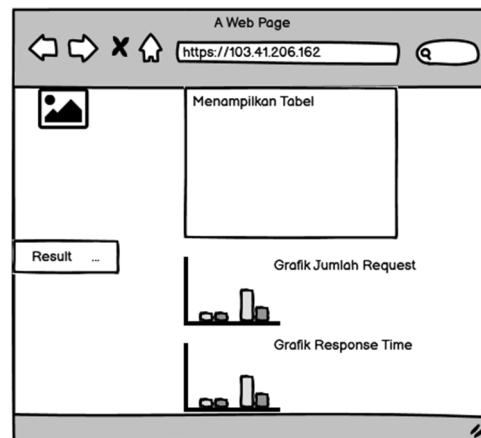 A Web Page
https://103.41.206.162
Menampilkan Tabel
Result ...
Grafik Jumlah Request
Grafik Response Time